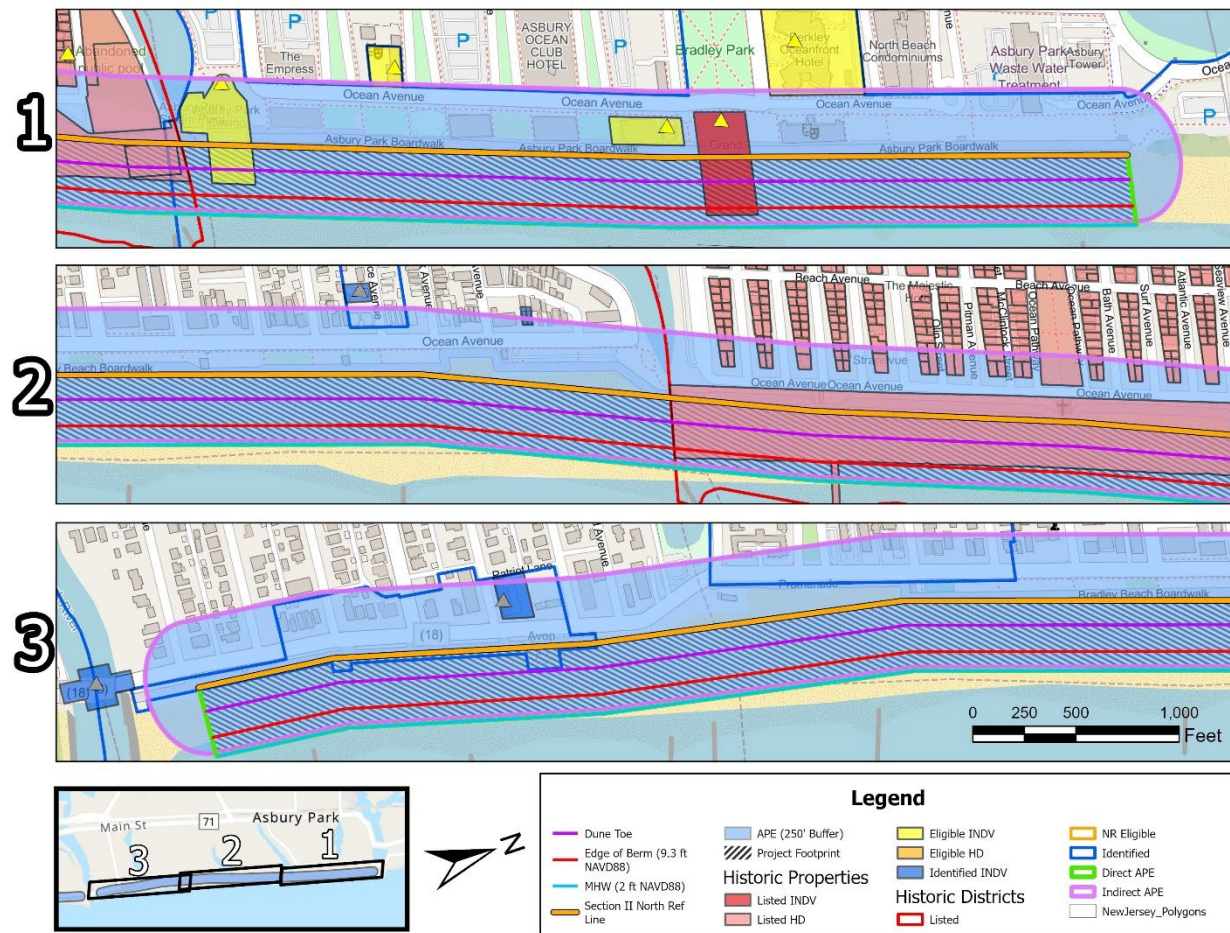 1
Abandoned
public pool
P
The
Empress
P
ASBURY
OCEAN
CLUB
HOTEL
P
Bradley Park
Berkley
Oceanfront
Hotel
North Beach
Condominiums
Asbury Park
Waste Water
Treatment
Asbury
Tower
P
Ocean Avenue
Ocean Avenue
Ocean Avenue
Ocean Avenue
Grand
Asbury Park Boardwalk
Asbury Park Boardwalk
Asbury Park Boardwalk
2
Ocean Avenue
Beach Boardwalk
Beach Avenue
The Majestic
Hotel
Beach Avenue
Olin Street
Pitman Avenue
McClintock
Street
Ocean Pathway
Ocean Pathway
Bath Avenue
Surf Avenue
Atlantic Avenue
Seaview Avenue
Ocean Avenue
Ocean Avenue
Ocean Avenue
3
River
(18)
Patriot Lane
(18)
Avon
Promenade
Bradley Beach Boardwalk
0 250 500 1,000
Feet
Main St
71
Asbury Park
3
2
1
N
Legend
Dune Toe
Edge of Berm (9.3 ft
NAVD88)
MHW (2 ft NAVD88)
Section II North Ref
Line
APE (250' Buffer)
Project Footprint
Historic Properties
Listed INDV
Listed HD
Eligible INDV
Eligible HD
Identified INDV
Historic Districts
Listed
NR Eligible
Identified
Direct APE
Indirect APE
NewJersey_Polygons